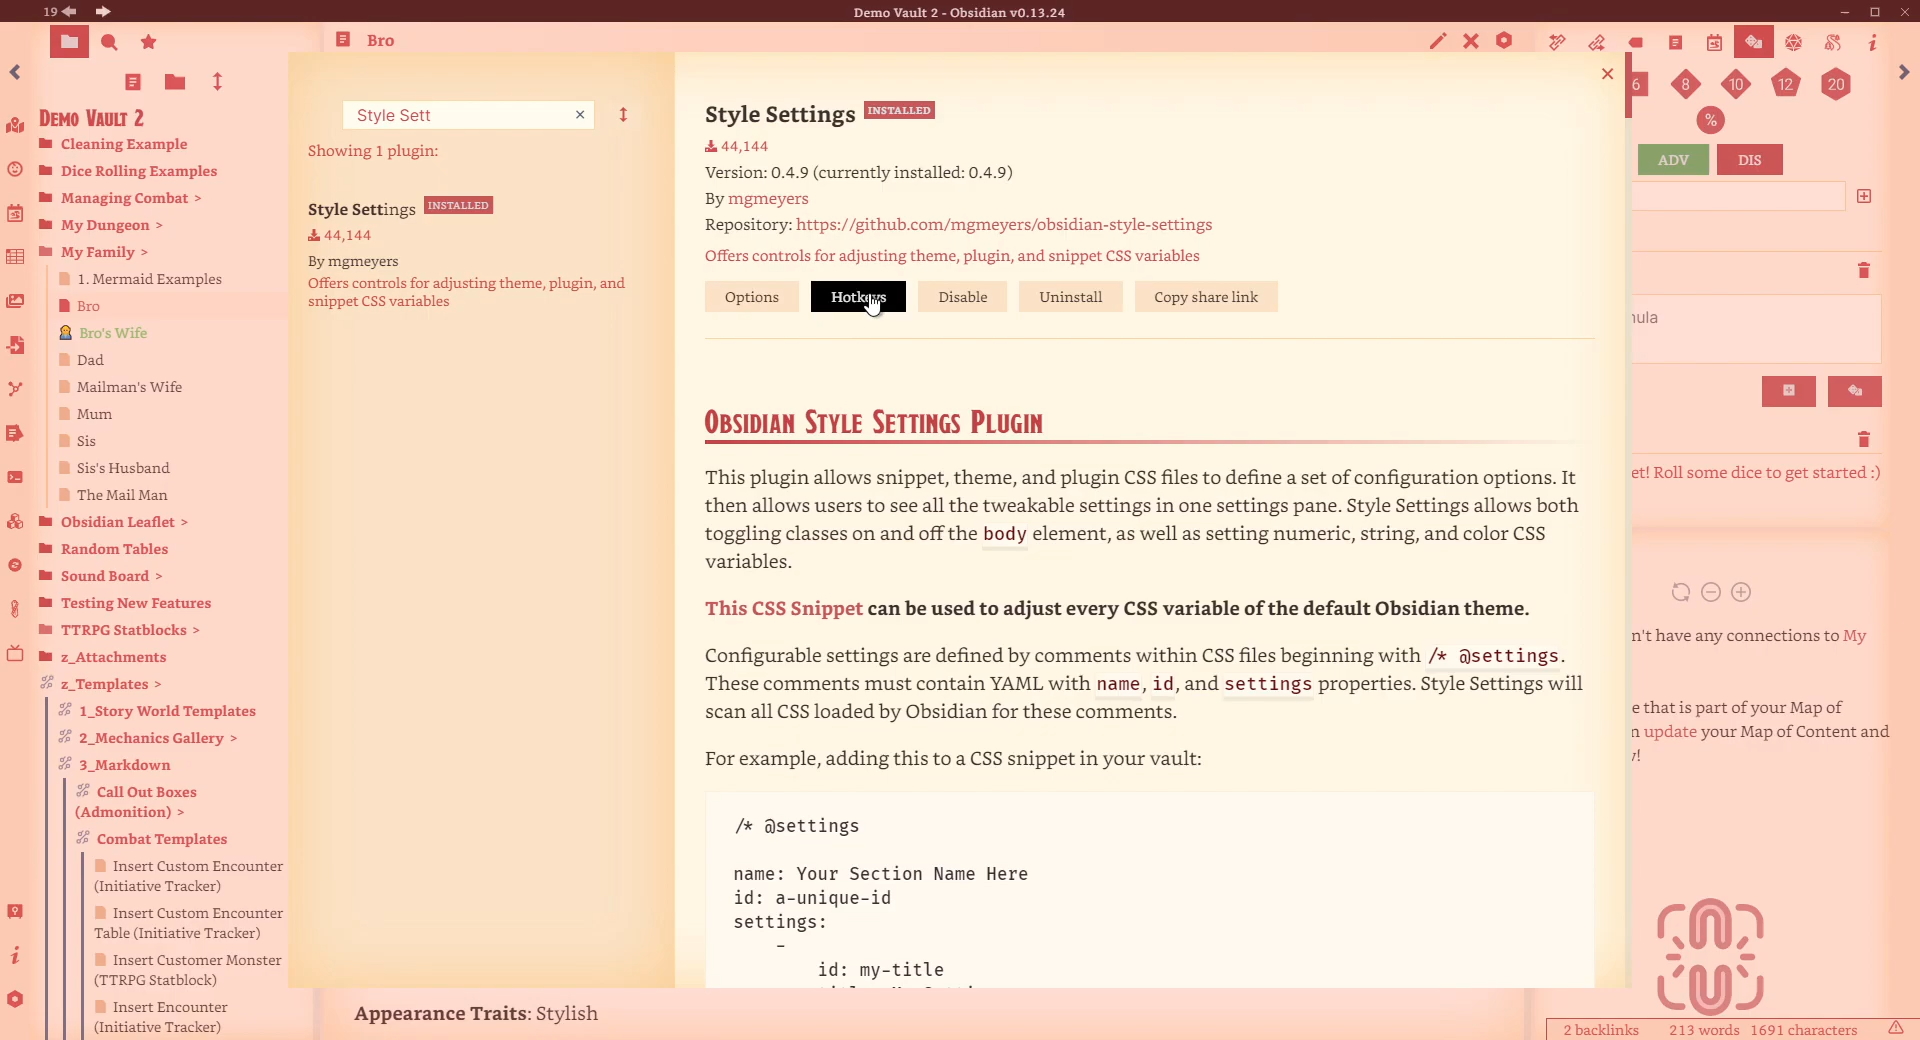 19
Demo Vault 2 - Obsidian v0.13.24
Bro
Demo Vault 2
Cleaning Example
Dice Rolling Examples
Managing Combat >
My Dungeon >
My Family >
1. Mermaid Examples
Bro
Bro's Wife
Dad
Mailman's Wife
Mum
Sis
Sis's Husband
The Mail Man
Obsidian Leaflet >
Random Tables
Sound Board >
Testing New Features
TTRPG Statblocks >
z_Attachments
z_Templates >
1_Story World Templates
2_Mechanics Gallery >
3_Markdown
Call Out Boxes
(Admonition) >
Combat Templates
Insert Custom Encounter
(Initiative Tracker)
Insert Custom Encounter
Table (Initiative Tracker)
Insert Customer Monster
(TTRPG Statblock)
Insert Encounter
(Initiative Tracker)
Style Sett
Showing 1 plugin:
Style Settings INSTALLED
44,144
By mgmeyers
Offers controls for adjusting theme, plugin, and
snippet CSS variables
Style Settings INSTALLED
44,144
Version: 0.4.9 (currently installed: 0.4.9)
By mgmeyers
Repository: https://github.com/mgmeyers/obsidian-style-settings
Offers controls for adjusting theme, plugin, and snippet CSS variables
Options Hotkeys Disable Uninstall Copy share link
Obsidian Style Settings Plugin
This plugin allows snippet, theme, and plugin CSS files to define a set of configuration options. It
then allows users to see all the tweakable settings in one settings pane. Style Settings allows both
toggling classes on and off the body element, as well as setting numeric, string, and color CSS
variables.
This CSS Snippet can be used to adjust every CSS variable of the default Obsidian theme.
Configurable settings are defined by comments within CSS files beginning with /* @settings.
These comments must contain YAML with name, id, and settings properties. Style Settings will
scan all CSS loaded by Obsidian for these comments.
For example, adding this to a CSS snippet in your vault:
/* @settings
name: Your Section Name Here
id: a-unique-id
settings:
-
id: my-title
Appearance Traits: Stylish
6 8 10 12 20
%
ADV DIS
et! Roll some dice to get started :)
n't have any connections to My
e that is part of your Map of
n update your Map of Content and
2 backlinks 213 words 1691 characters